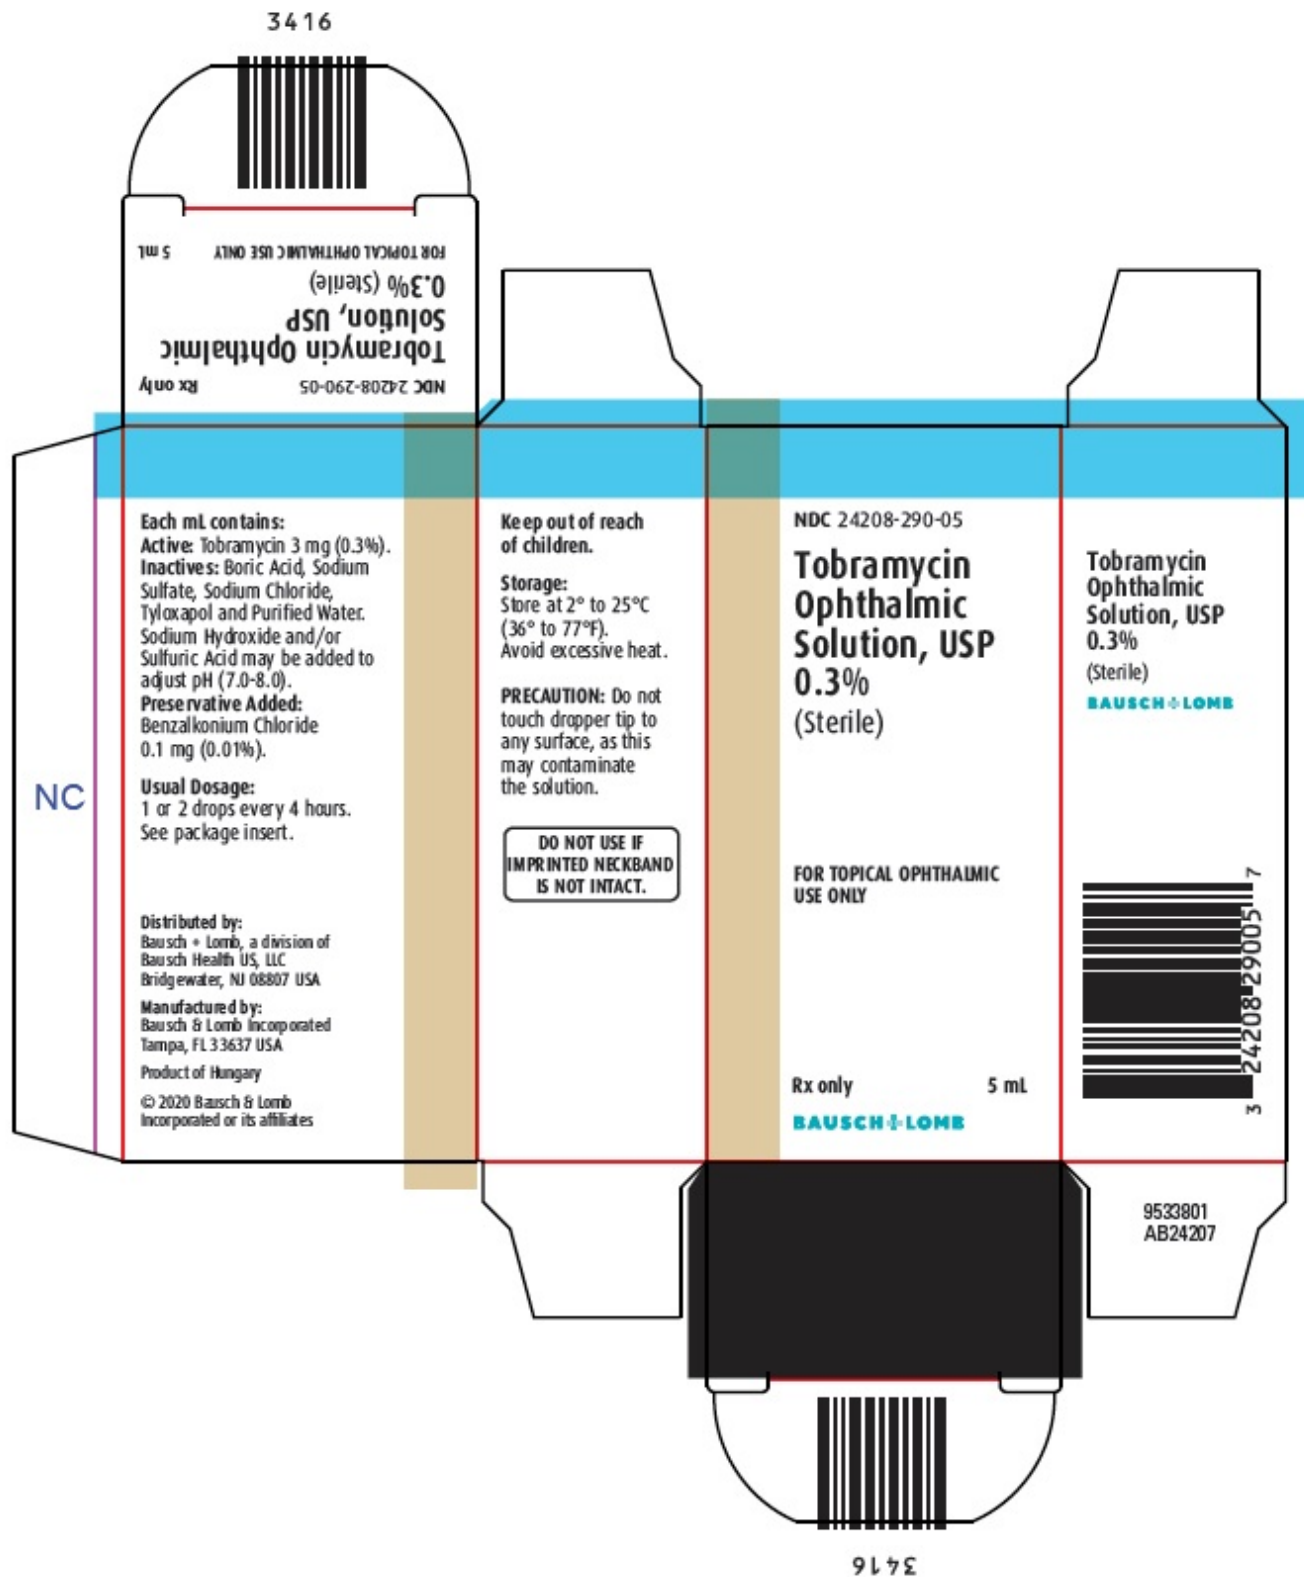 3416
NDC 24208-290-05 Rx only
Tobramycin Ophthalmic
Solution, USP
0.3% (Sterile)
FOR TOPICAL OPHTHALMIC USE ONLY 5 mL
NC
Each mL contains:
Active: Tobramycin 3 mg (0.3%).
Inactives: Boric Acid, Sodium
Sulfate, Sodium Chloride,
Tyloxapol and Purified Water.
Sodium Hydroxide and/or
Sulfuric Acid may be added to
adjust pH (7.0-8.0).
Preservative Added:
Benzalkonium Chloride
0.1 mg (0.01%).
Usual Dosage:
1 or 2 drops every 4 hours.
See package insert.
Distributed by:
Bausch + Lomb, a division of
Bausch Health US, LLC
Bridgewater, NJ 08807 USA
Manufactured by:
Bausch & Lomb Incorporated
Tampa, FL 33637 USA
Product of Hungary
© 2020 Bausch & Lomb
Incorporated or its affiliates
Keep out of reach
of children.
Storage:
Store at 2° to 25°C
(36° to 77°F).
Avoid excessive heat.
PRECAUTION: Do not
touch dropper tip to
any surface, as this
may contaminate
the solution.
DO NOT USE IF
IMPRINTED NECKBAND
IS NOT INTACT.
NDC 24208-290-05
Tobramycin
Ophthalmic
Solution, USP
0.3%
(Sterile)
FOR TOPICAL OPHTHALMIC
USE ONLY
Rx only 5 mL
BAUSCH+LOMB
Tobramycin
Ophthalmic
Solution, USP
0.3%
(Sterile)
BAUSCH+LOMB
3 24208 29005 7
9533801
AB24207
3416